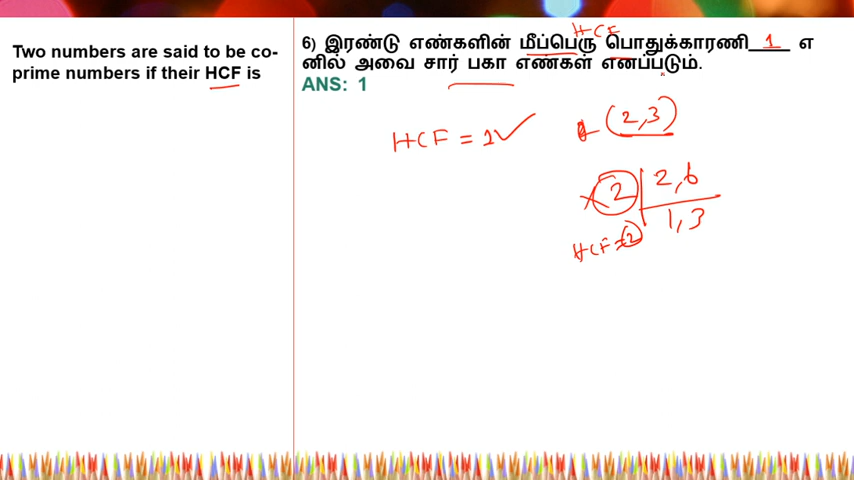 Two numbers are said to be co-
prime numbers if their HCF is
HCF
6) இரண்டு எண்களின் மீப்பெரு பொதுக்காரணி 1 எ
னில் அவை சார் பகா எண்கள் எனப்படும்.
ANS: 1
(2,3)
HCF = 1✓
×2 | 2, 6
1, 3
HCF = 2